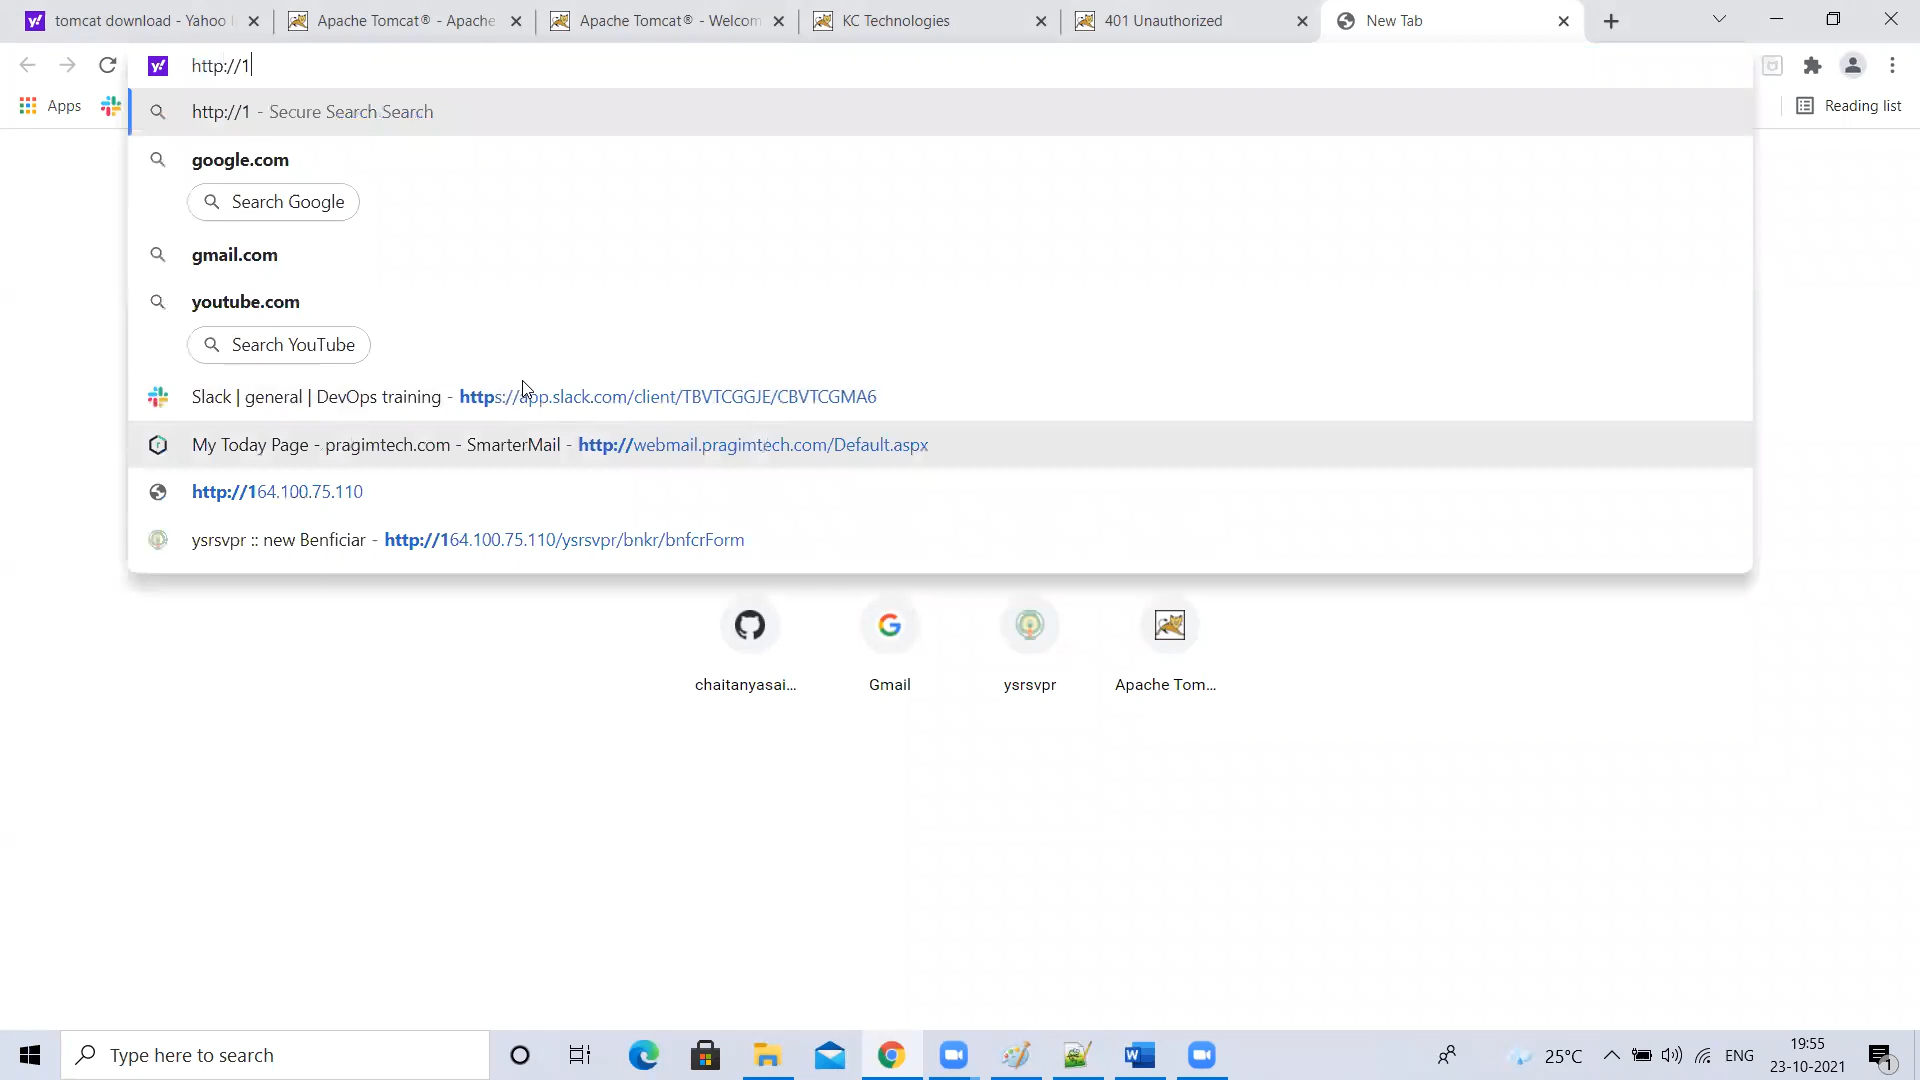 tomcat download - Yahoo
Apache Tomcat® - Apache
Apache Tomcat® - Welcom
KC Technologies
401 Unauthorized
New Tab
http://1
Apps
Reading list
http://1 - Secure Search Search
google.com
Search Google
gmail.com
youtube.com
Search YouTube
Slack | general | DevOps training - https://app.slack.com/client/TBVTCGGJE/CBVTCGMA6
My Today Page - pragimtech.com - SmarterMail - http://webmail.pragimtech.com/Default.aspx
http://164.100.75.110
ysrsvpr :: new Benficiar - http://164.100.75.110/ysrsvpr/bnkr/bnfcrForm
chaitanyasai...
Gmail
ysrsvpr
Apache Tom...
Type here to search
25°C
ENG
19:55
23-10-2021
1